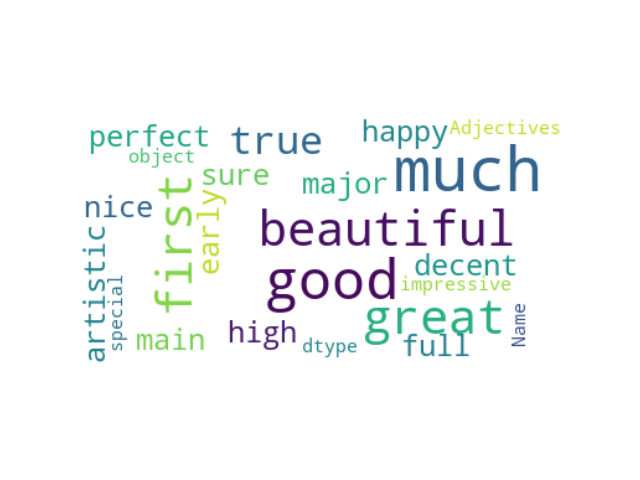 perfect
true
happy
Adjectives
object
sure
major
much
nice
first
early
beautiful
artistic
special
good
decent
impressive
main
high
dtype
great
full
Name